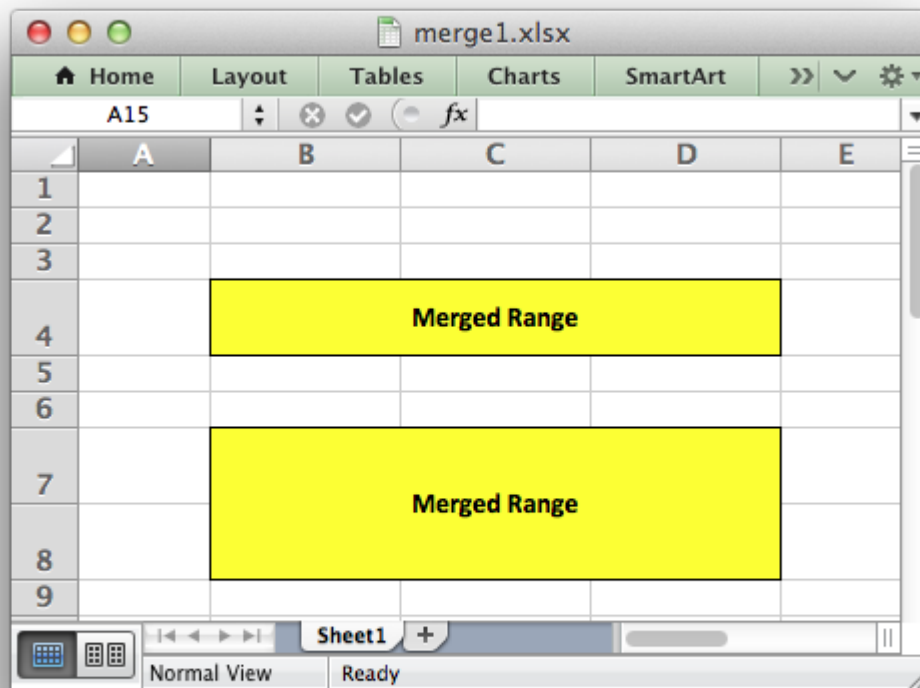 merge1.xlsx
Home Layout Tables Charts SmartArt
A15 fx
A B C D E
1
2
3
4 Merged Range
5
6
7
Merged Range
8
9
Sheet1 +
Normal View Ready